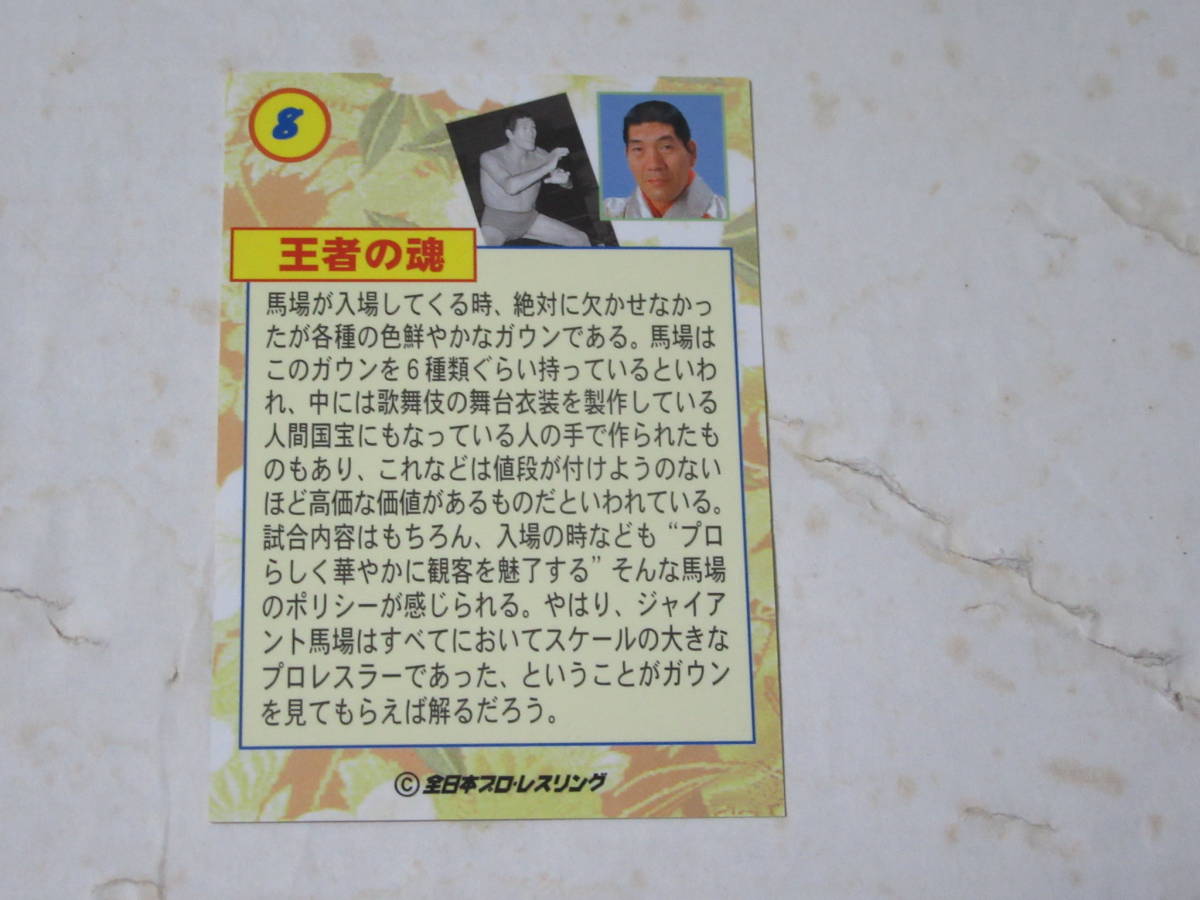 8
王者の魂
馬場が入場してくる時、絶対に欠かせなかっ
たが各種の色鮮やかなガウンである。馬場は
このガウンを6種類ぐらい持っているといわ
れ、中には歌舞伎の舞台衣装を製作している
人間国宝にもなっている人の手で作られたも
のもあり、これなどは値段が付けようのない
ほど高価な価値があるものだといわれている。
試合内容はもちろん、入場の時なども“プロ
らしく華やかに観客を魅了する”そんな馬場
のポリシーが感じられる。やはり、ジャイア
ント馬場はすべてにおいてスケールの大きな
プロレスラーであった、ということがガウン
を見てもらえば解るだろう。
©全日本プロ・レスリング